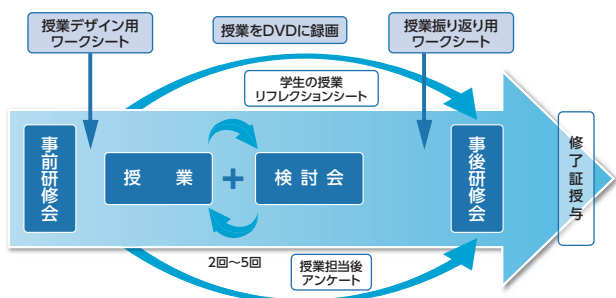 授業デザイン用
ワークシート
授業をDVDに録画
授業振り返り用
ワークシート
学生の授業
リフレクションシート
事前研修会
授業
+
検討会
事後研修会
修了証授与
2回〜5回
授業担当後
アンケート